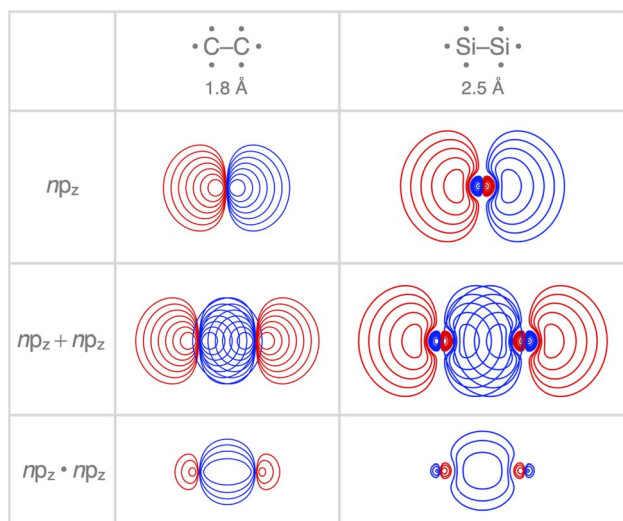 •C–C•
•Si–Si•
1.8 Å
2.5 Å
npz
npz + npz
npz • npz